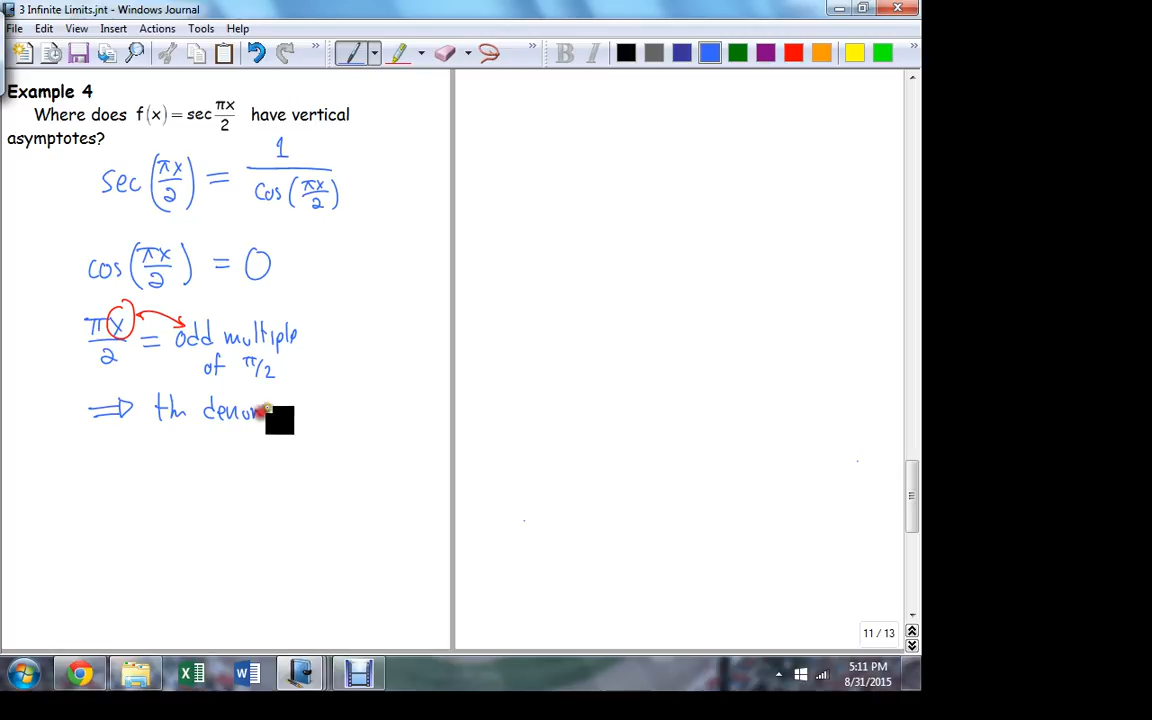 3 Infinite Limits.jnt - Windows Journal
File Edit View Insert Actions Tools Help
B I
Example 4
Where does f(x) = sec πx/2 have vertical
asymptotes?
sec(πx/2) = 1/cos(πx/2)
cos(πx/2) = 0
πx/2 = odd multiple
of π/2
⇒ the denom
11 / 13
5:11 PM
8/31/2015